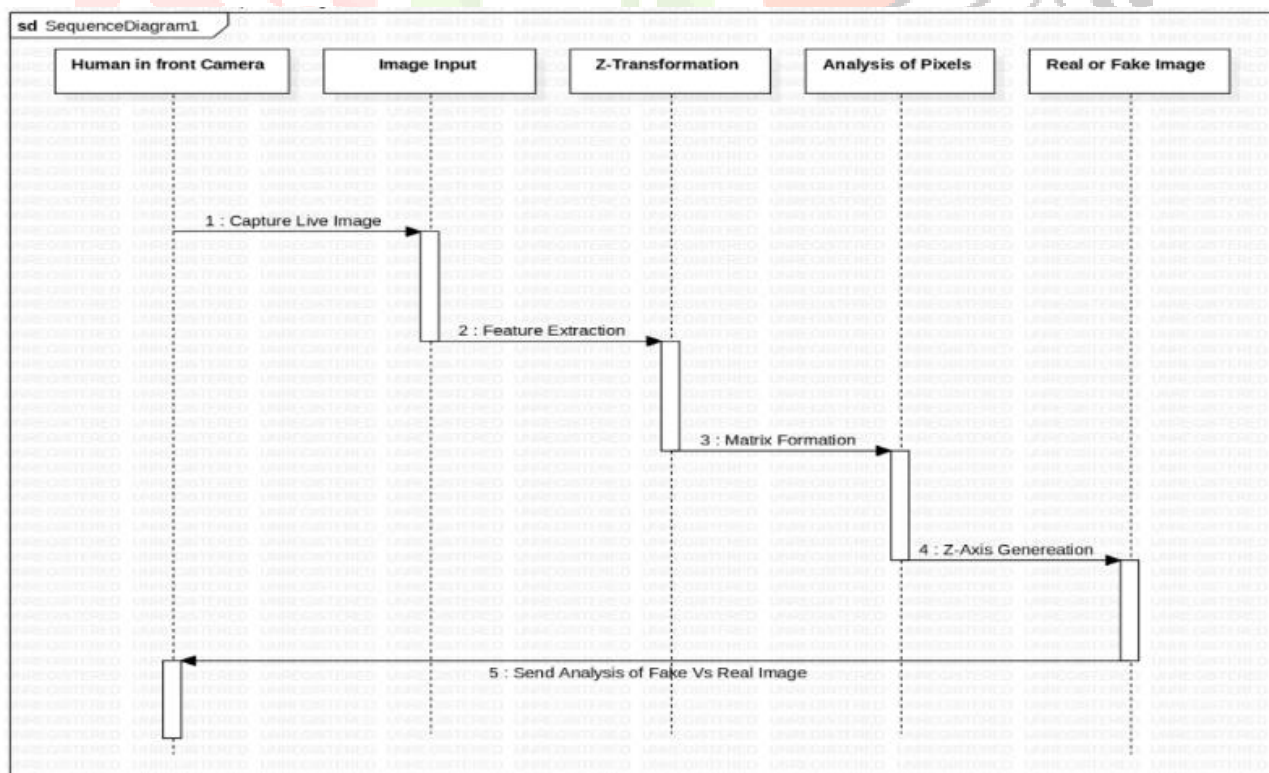 sd SequenceDiagram1
Human in front Camera
Image Input
Z-Transformation
Analysis of Pixels
Real or Fake Image
1 : Capture Live Image
2 : Feature Extraction
3 : Matrix Formation
4 : Z-Axis Genereation
5 : Send Analysis of Fake Vs Real Image
UNREGISTERED